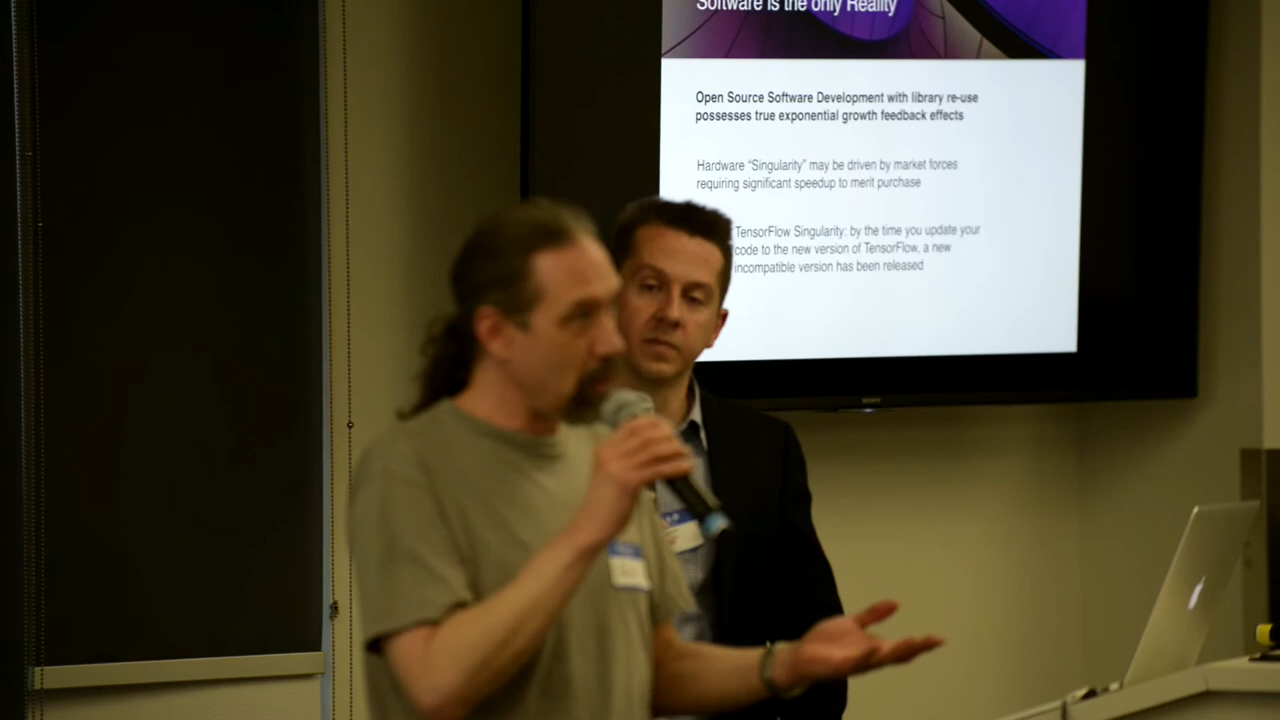 Software is the only Reality
Open Source Software Development with library re-use
possesses true exponential growth feedback effects
Hardware “Singularity” may be driven by market forces
requiring significant speedup to merit purchase
TensorFlow Singularity: by the time you update your
code to the new version of TensorFlow, a new
incompatible version has been released
SONY